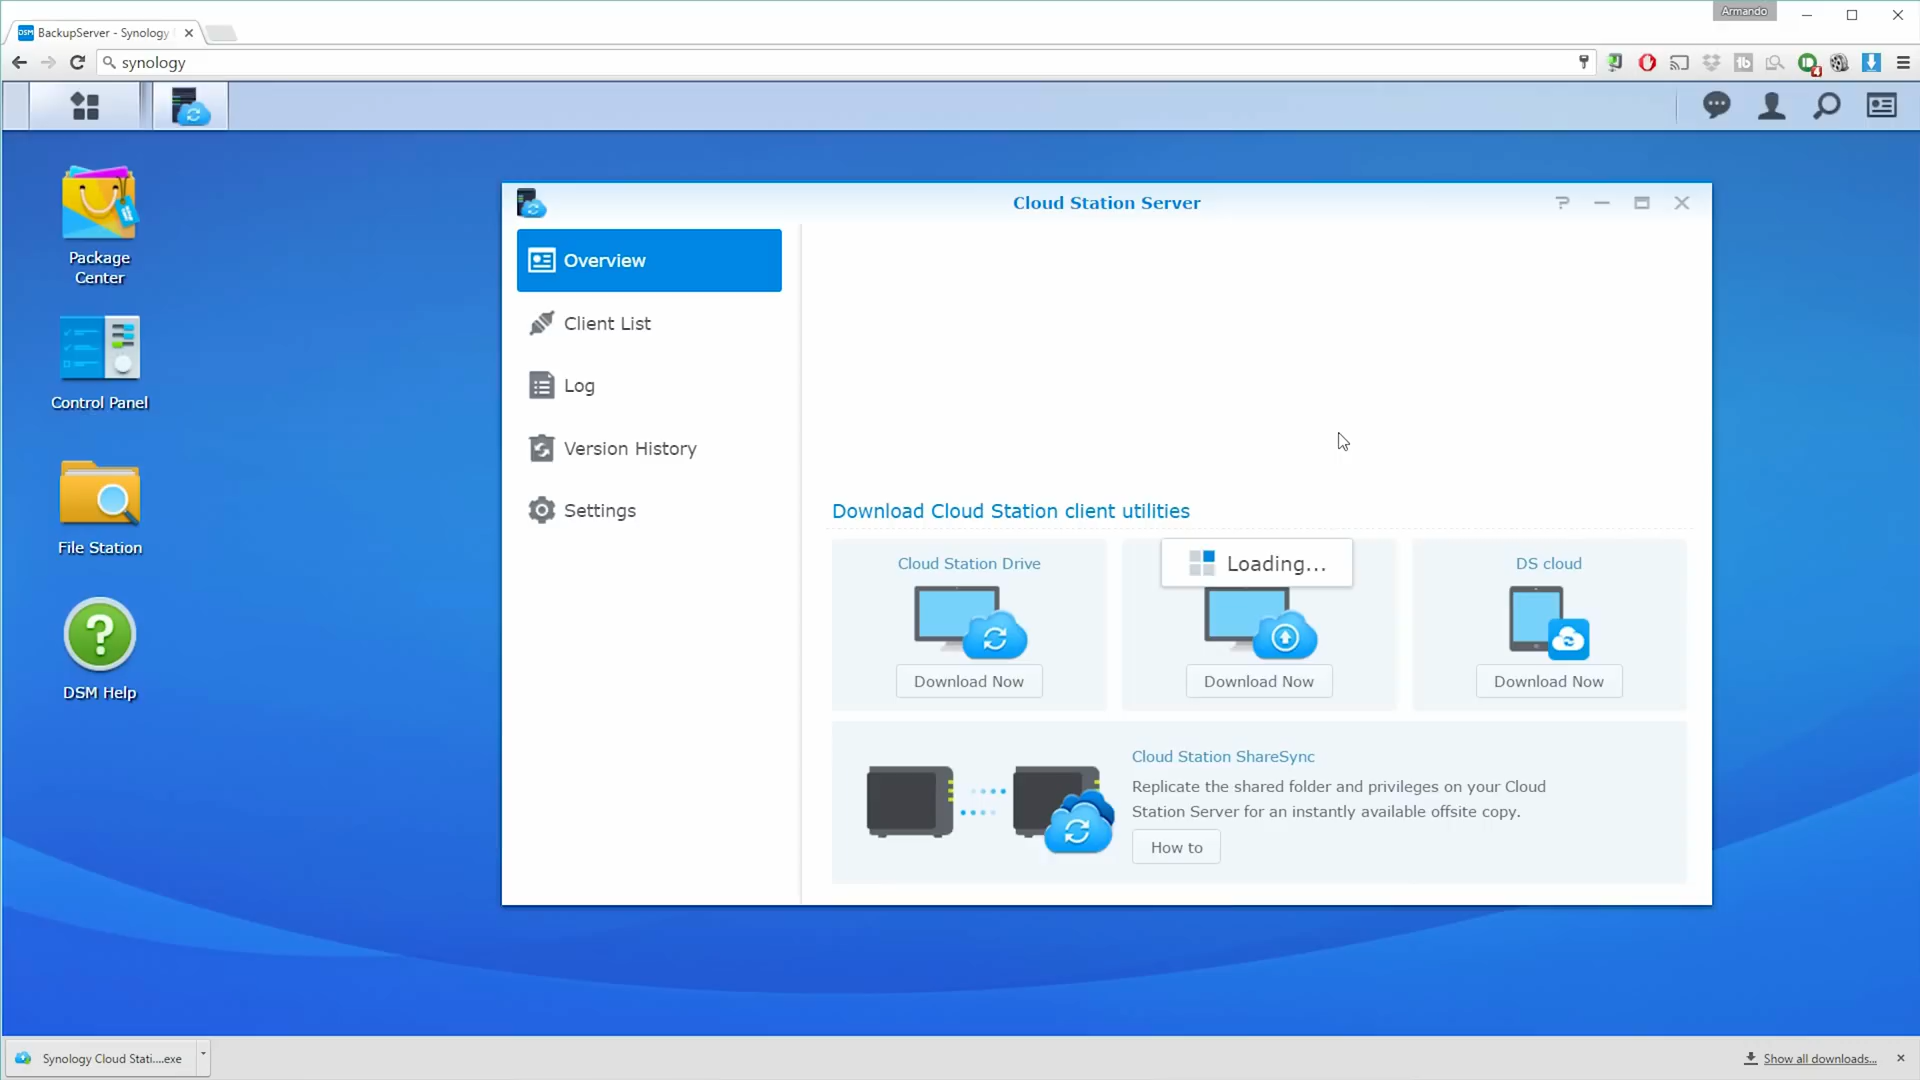 Armando
BackupServer - Synology
synology
4
Package
Center
Control Panel
File Station
DSM Help
Cloud Station Server
Overview
Client List
Log
Version History
Settings
Download Cloud Station client utilities
Cloud Station Drive
Loading...
DS cloud
Download Now
Download Now
Download Now
Cloud Station ShareSync
Replicate the shared folder and privileges on your Cloud
Station Server for an instantly available offsite copy.
How to
Synology Cloud Stati....exe
Show all downloads...